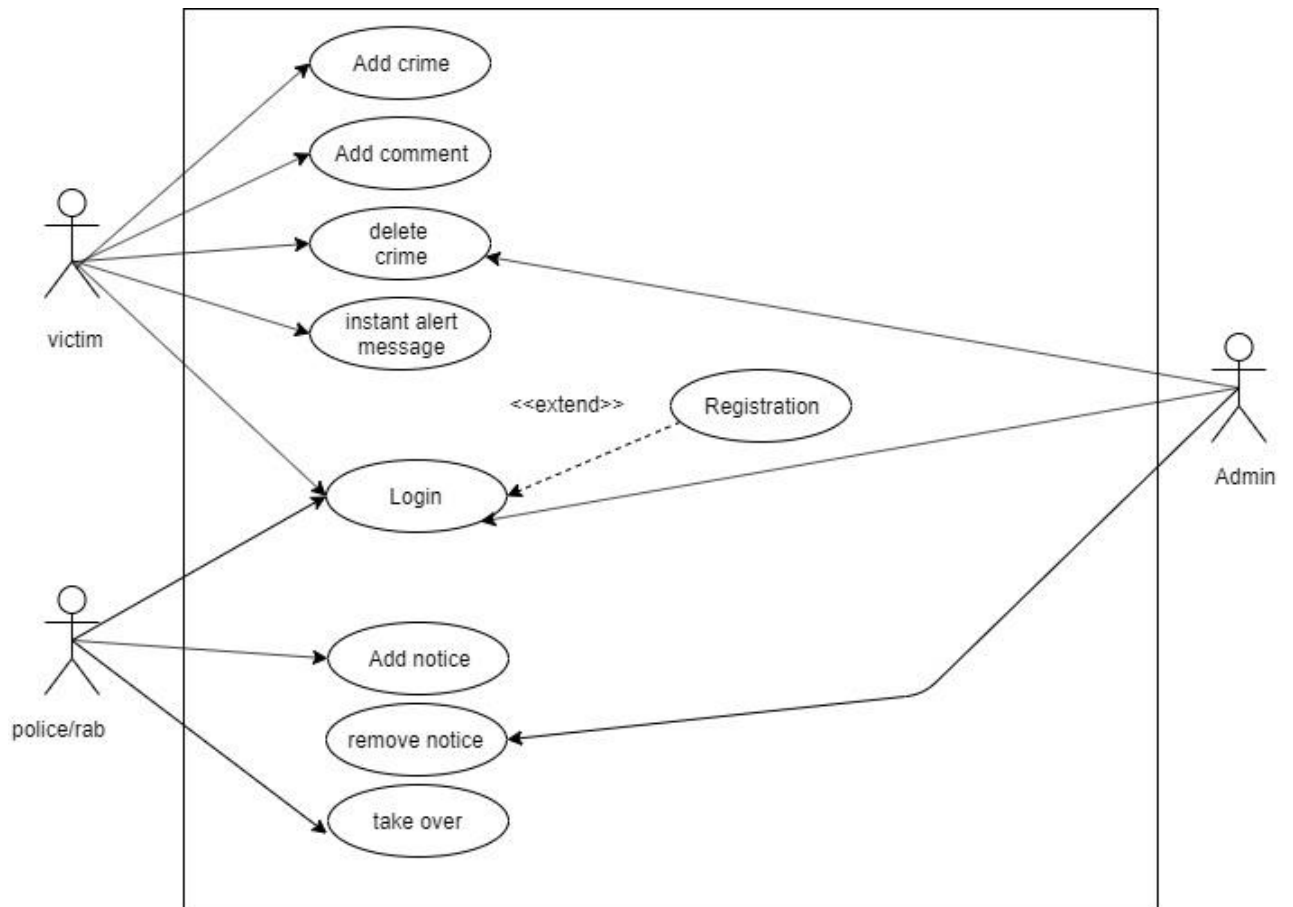 Add crime
Add comment
delete
crime
instant alert
message
victim
<<extend>>
Registration
Login
Admin
Add notice
police/rab
remove notice
take over